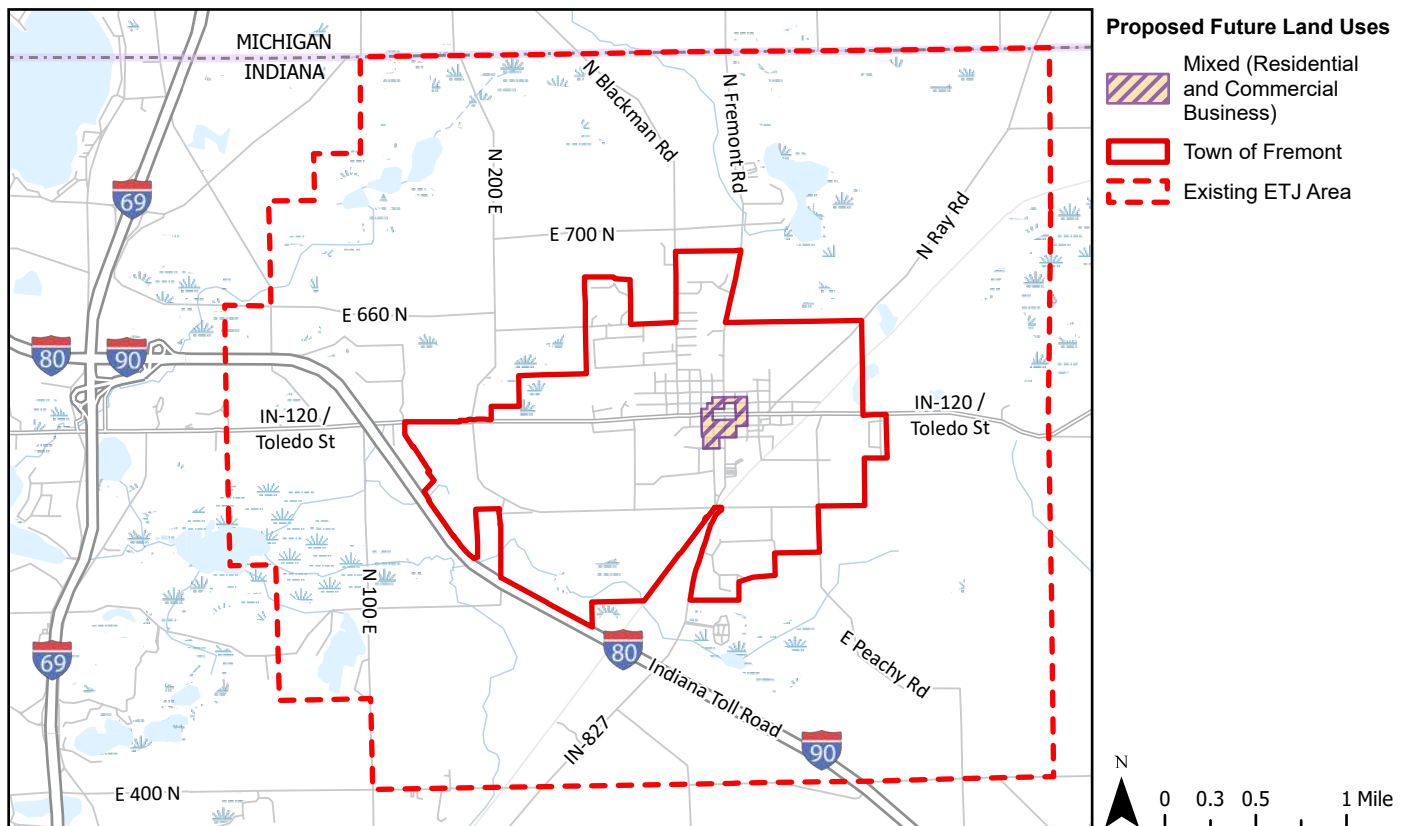 MICHIGAN
INDIANA
N Blackman Rd
N Fremont Rd
N 200 E
69
E 700 N
N Ray Rd
E 660 N
80
90
IN-120 /
Toledo St
IN-120 /
Toledo St
N 100 E
69
80
Indiana Toll Road
E Peachy Rd
IN-827
90
E 400 N
Proposed Future Land Uses
Mixed (Residential
and Commercial
Business)
Town of Fremont
Existing ETJ Area
N
0 0.3 0.5 1 Mile